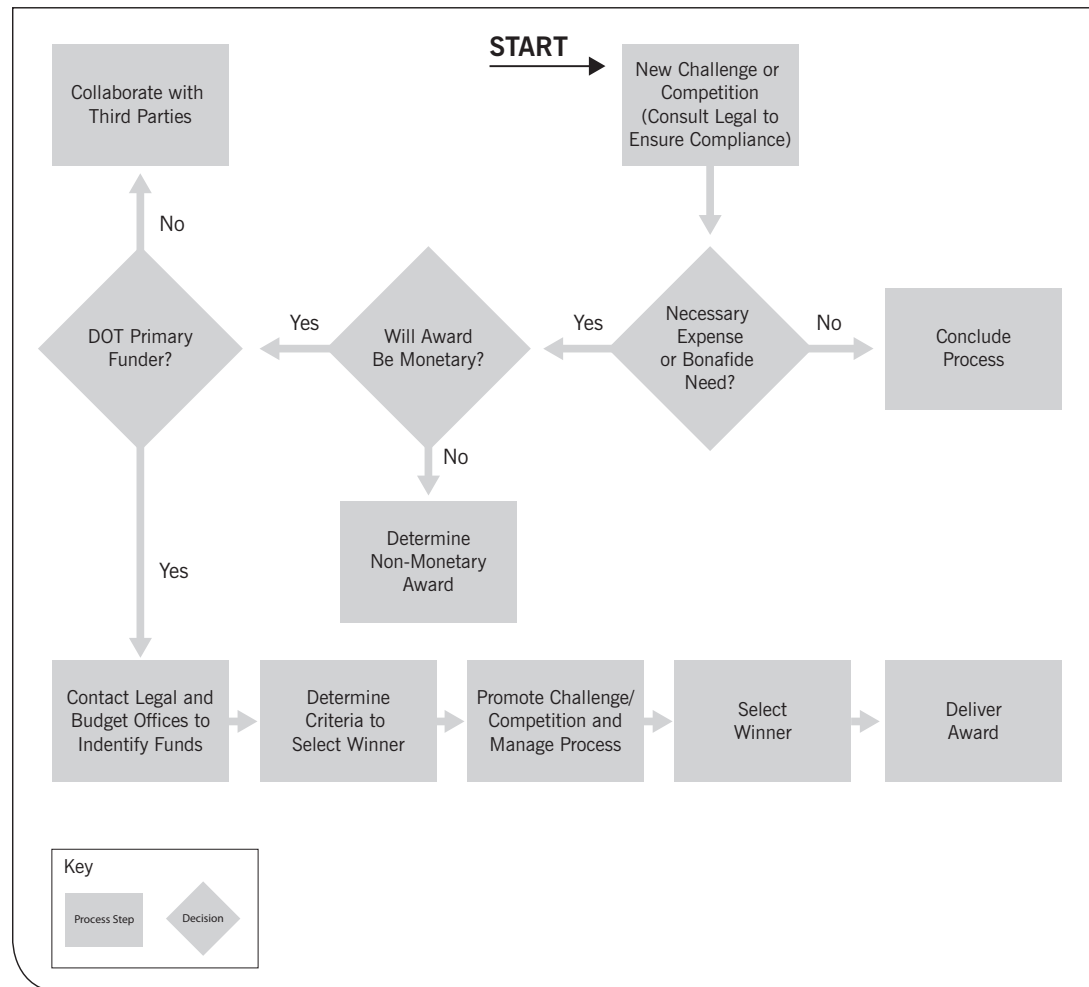 START
New Challenge or
Competition
(Consult Legal to
Ensure Compliance)
Collaborate with
Third Parties
No
DOT Primary
Funder?
Yes
Will Award
Be Monetary?
Yes
Necessary
Expense
or Bonafide
Need?
No
Conclude
Process
No
Determine
Non-Monetary
Award
Yes
Contact Legal and
Budget Offices to
Indentify Funds
Determine
Criteria to
Select Winner
Promote Challenge/
Competition and
Manage Process
Select
Winner
Deliver
Award
Key
Process Step
Decision